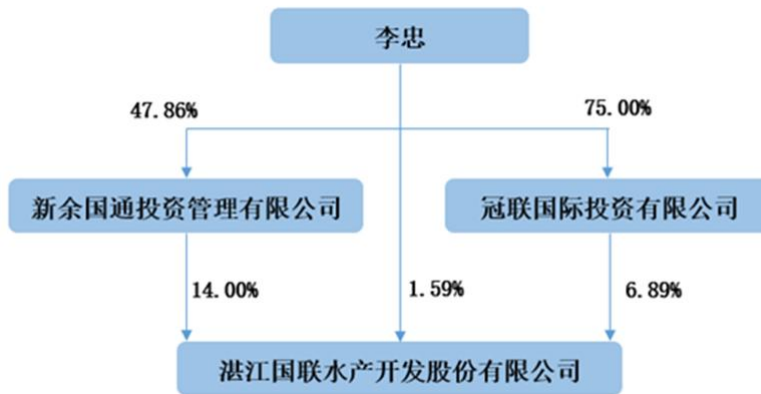 李忠
47.86%
75.00%
新余国通投资管理有限公司
冠联国际投资有限公司
14.00%
1.59%
6.89%
湛江国联水产开发股份有限公司